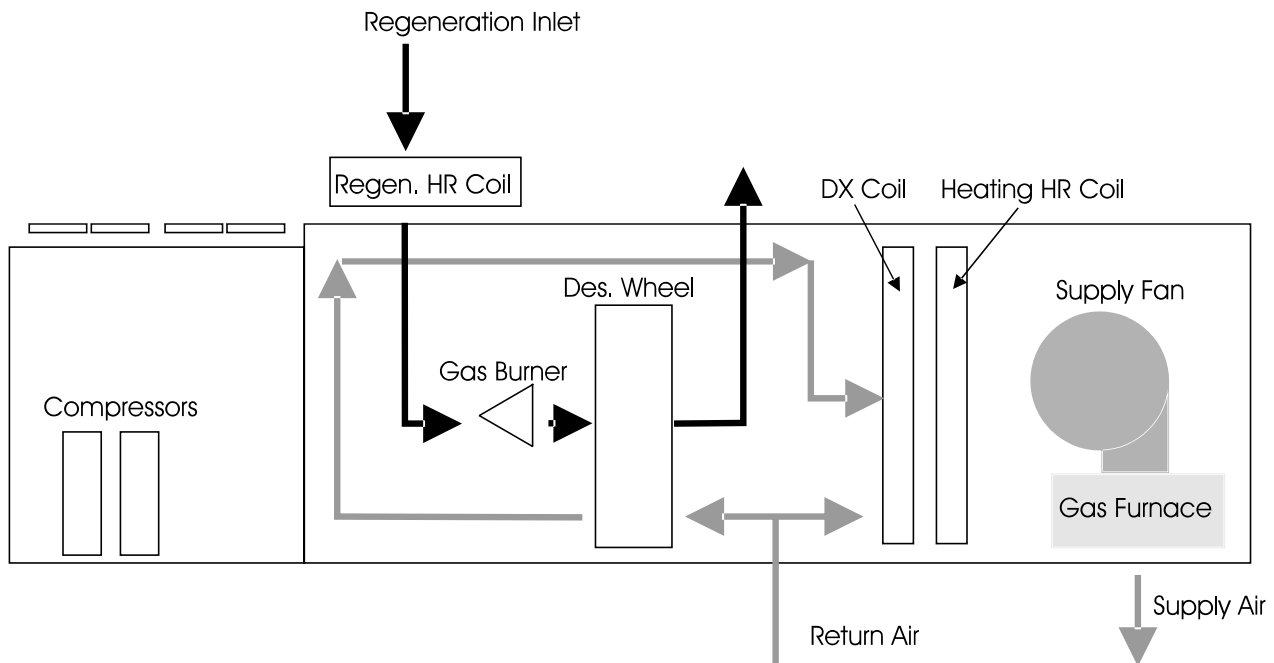 Regeneration Inlet
Regen. HR Coil
DX Coil
Heating HR Coil
Des. Wheel
Supply Fan
Gas Burner
Compressors
Gas Furnace
Supply Air
Return Air